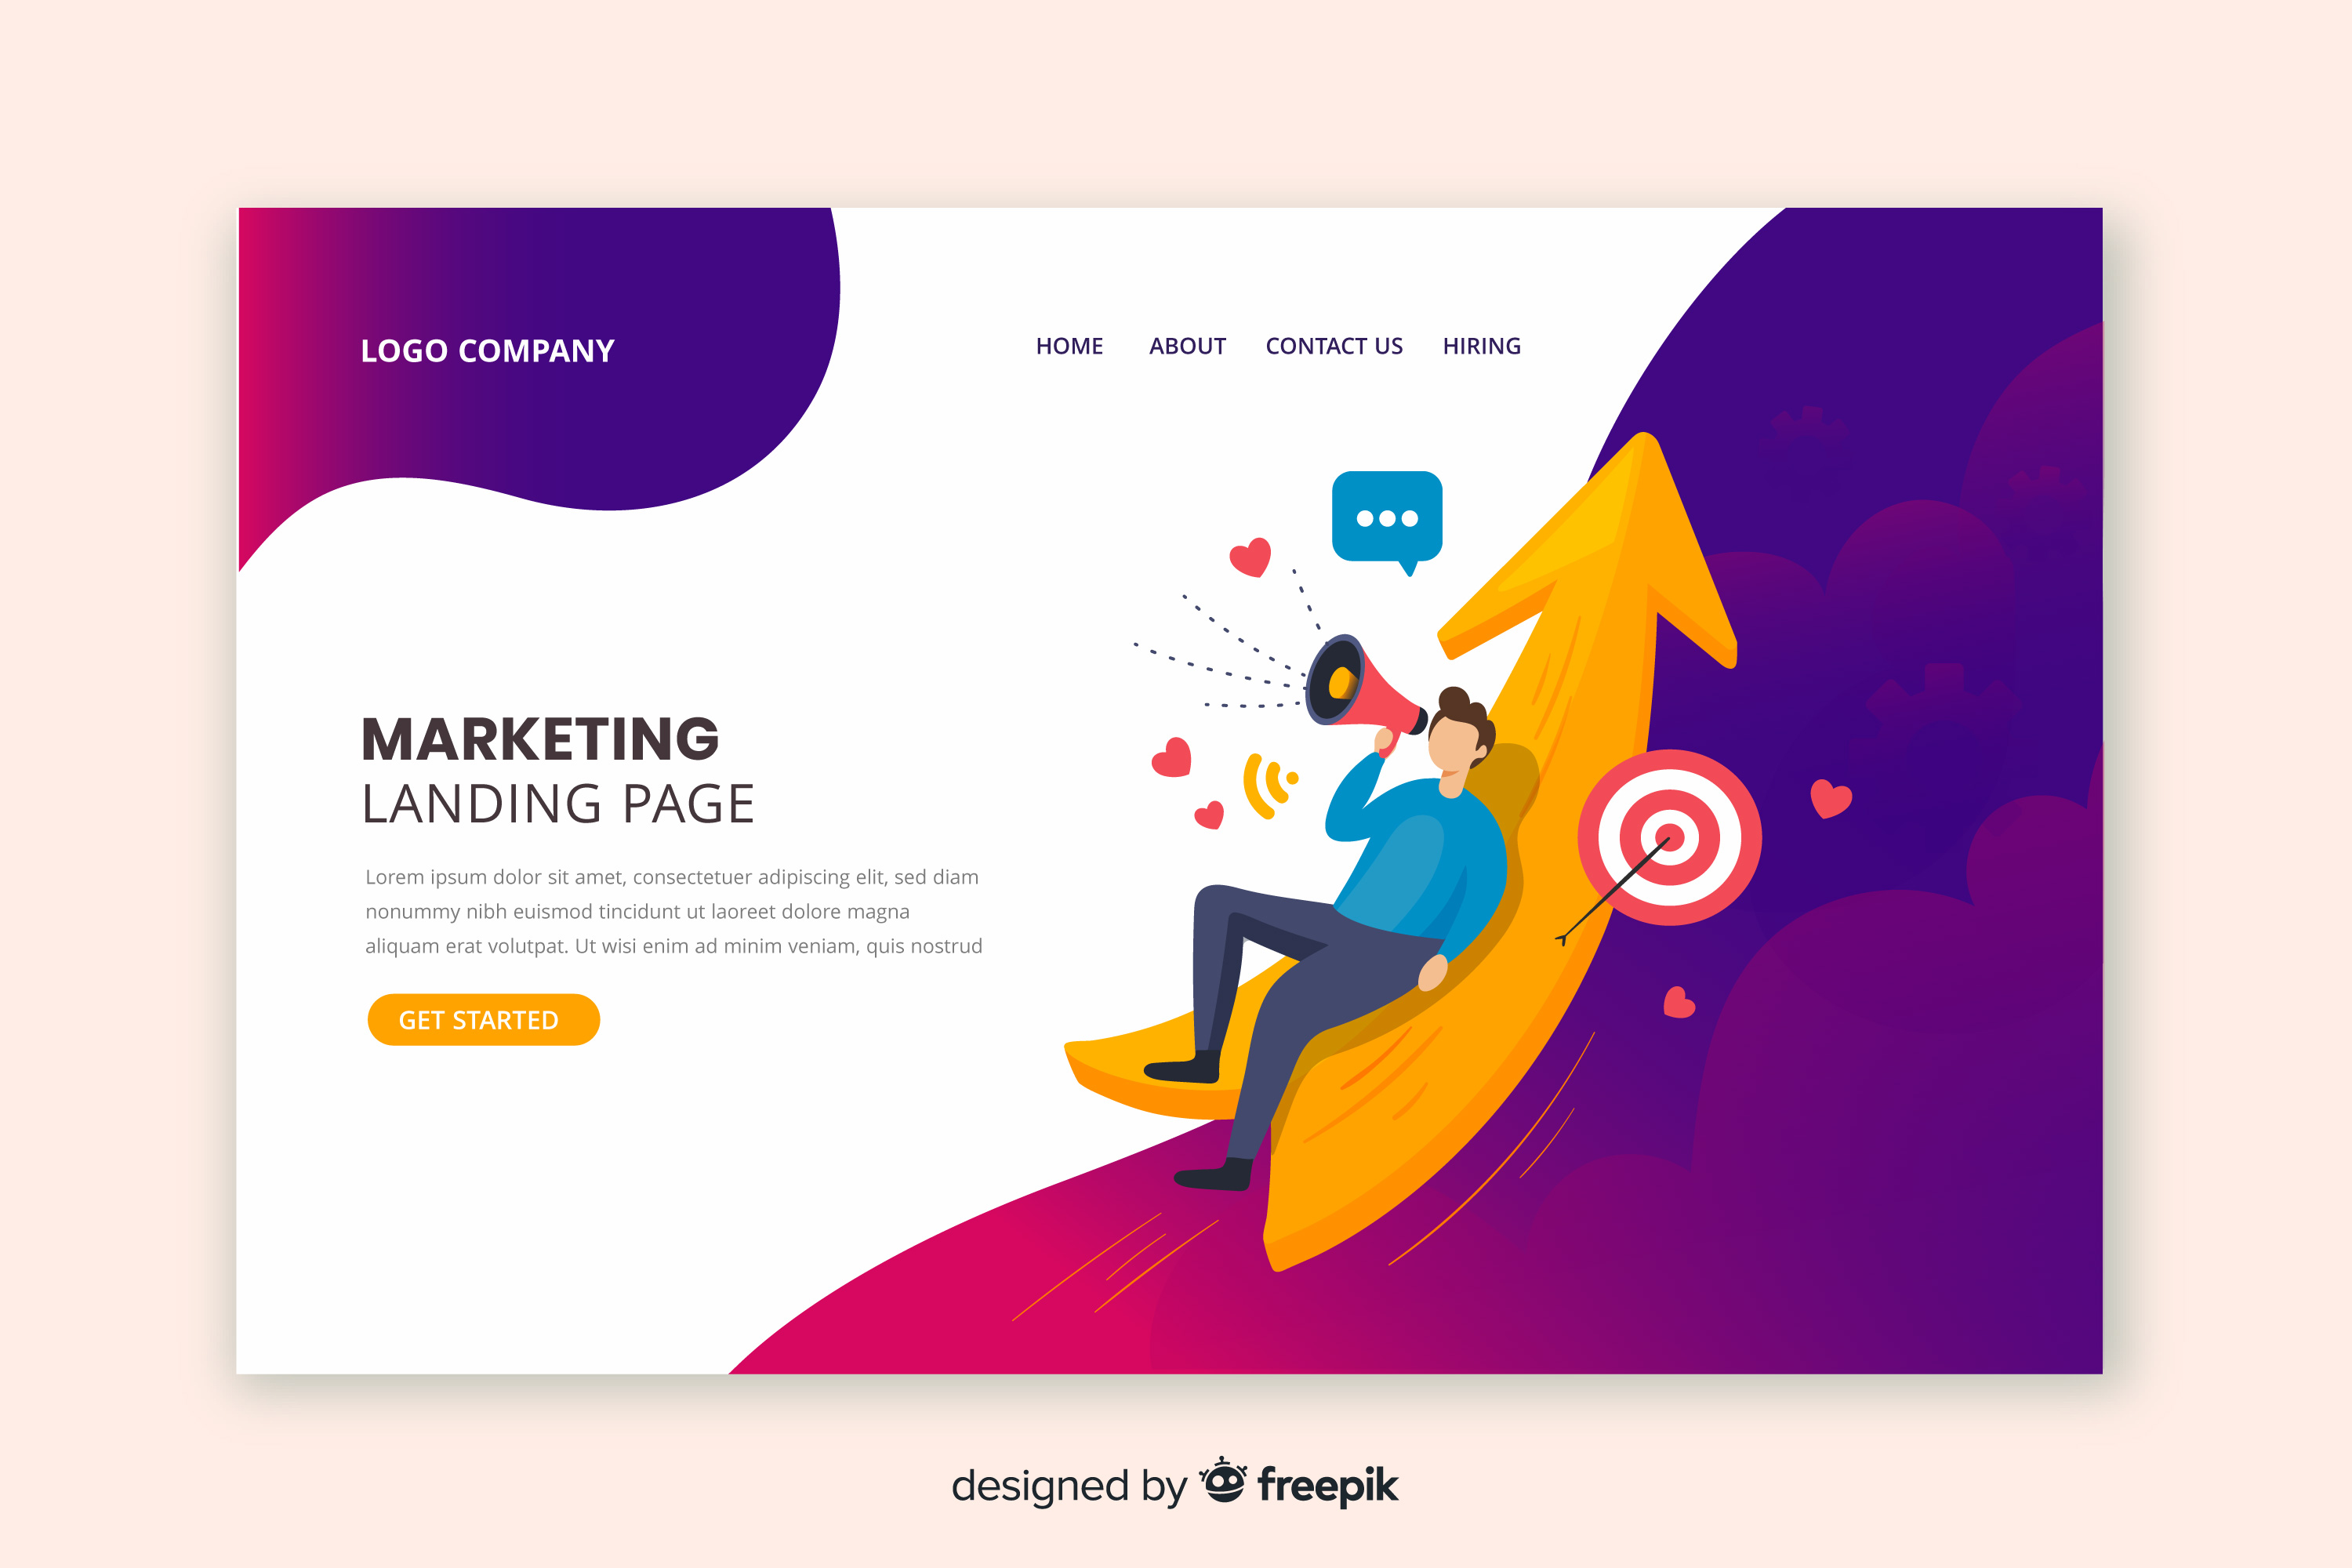 LOGO COMPANY
HOME ABOUT CONTACT US HIRING
MARKETING
LANDING PAGE
Lorem ipsum dolor sit amet, consectetuer adipiscing elit, sed diam
nonummy nibh euismod tincidunt ut laoreet dolore magna
aliquam erat volutpat. Ut wisi enim ad minim veniam, quis nostrud
GET STARTED
designed by freepik